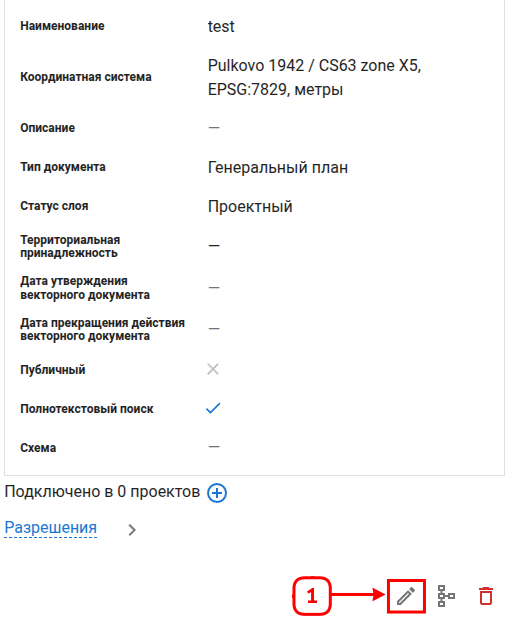 Наименование test
Координатная система Pulkovo 1942 / CS63 zone X5,
EPSG:7829, метры
Описание —
Тип документа Генеральный план
Статус слоя Проектный
Территориальная
принадлежность —
Дата утверждения
векторного документа —
Дата прекращения действия
векторного документа —
Публичный
Полнотекстовый поиск
Схема —
Подключено в 0 проектов
Разрешения
1